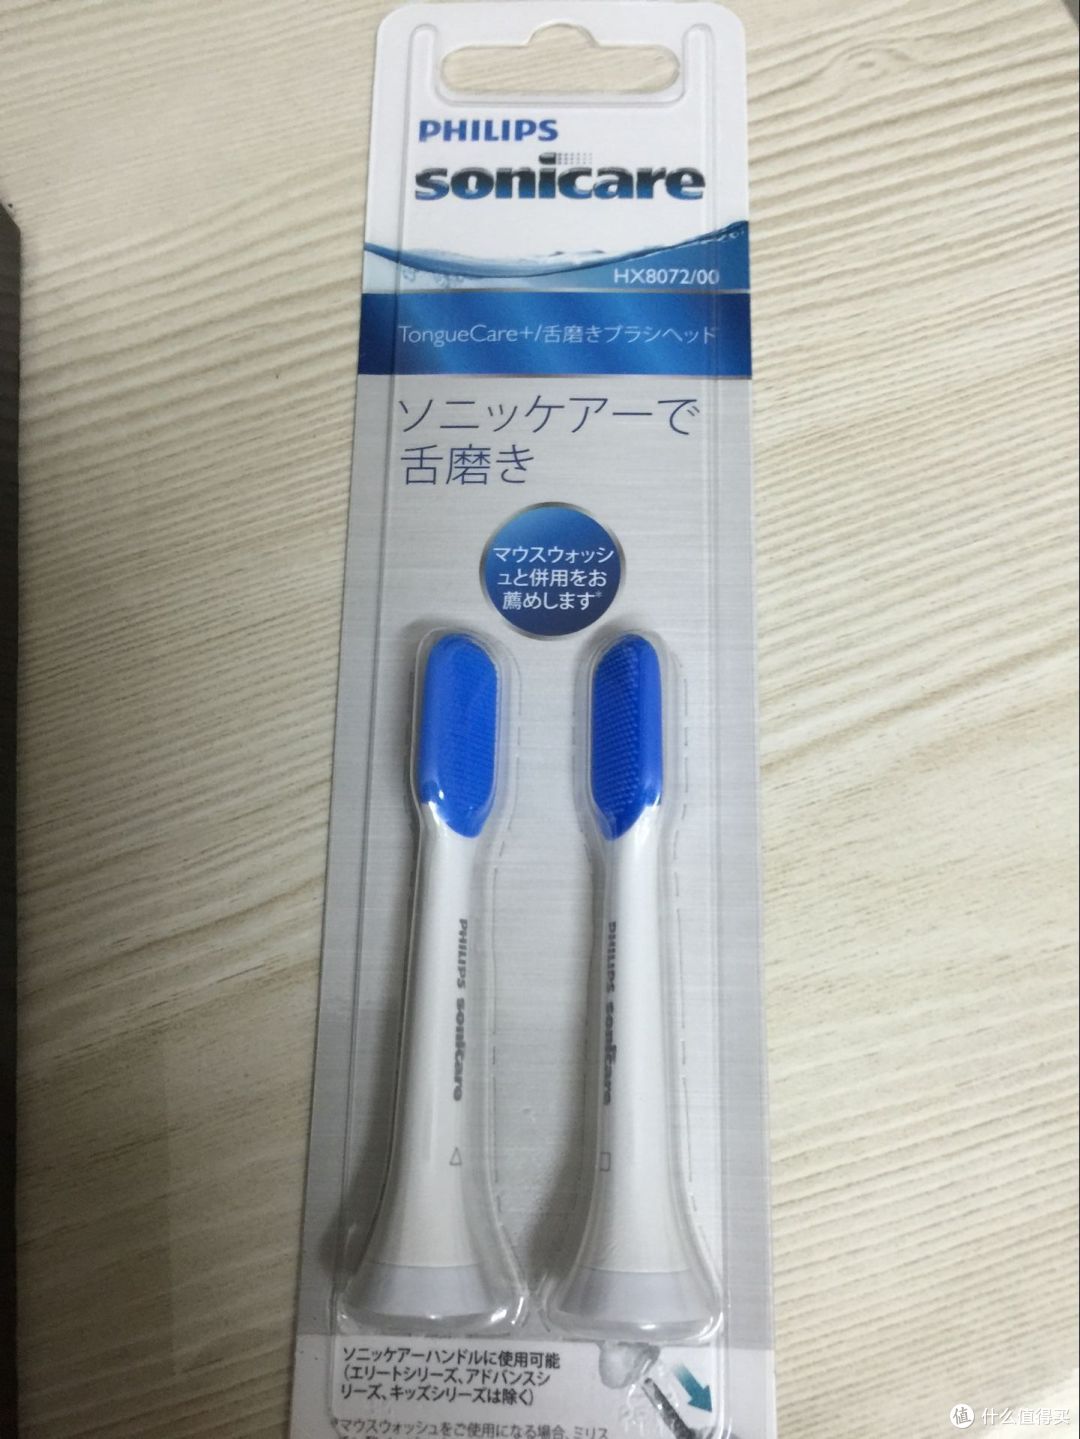 PHILIPS
sonicare
HX8072/00
TongueCare+/舌磨きブラシヘッド
ソニッケアーで
舌磨き
マウスウォッシ
ュと併用をお
薦めします*
PHILIPS sonicare
PHILIPS sonicare
ソニッケアーハンドルに使用可能
(エリートシリーズ、アドバンスシ
リーズ、キッズシリーズは除く)
*マウスウォッシュをご使用になる場合、ミリス
值 什么值得买